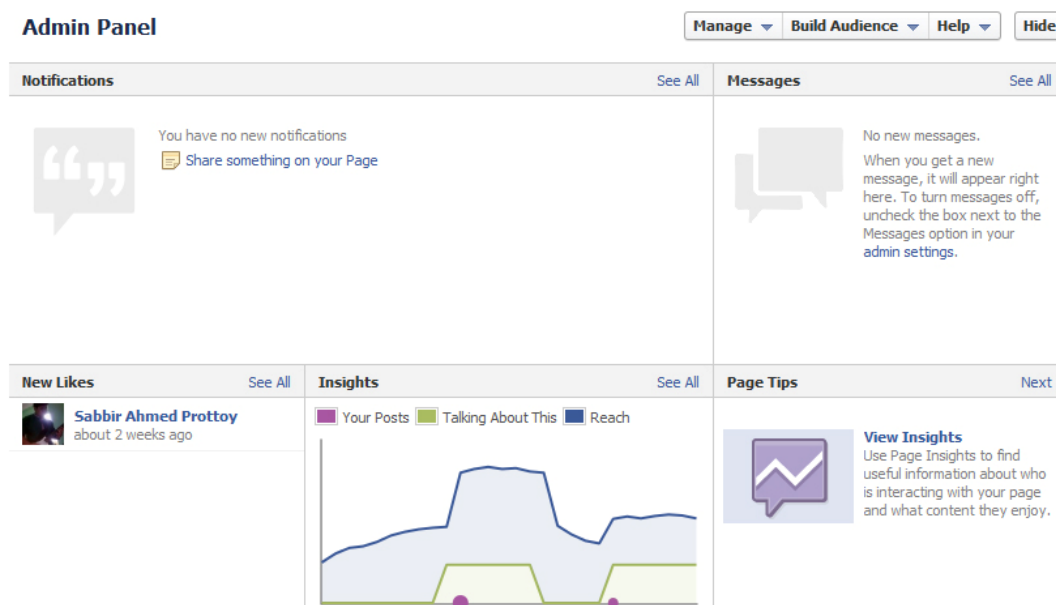 Admin Panel
Manage
Build Audience
Help
Hide
Notifications
See All
You have no new notifications
Share something on your Page
Messages
See All
No new messages.
When you get a new
message, it will appear right
here. To turn messages off,
uncheck the box next to the
Messages option in your
admin settings.
New Likes
See All
Sabbir Ahmed Prottoy
about 2 weeks ago
Insights
See All
Your Posts
Talking About This
Reach
Page Tips
Next
View Insights
Use Page Insights to find
useful information about who
is interacting with your page
and what content they enjoy.